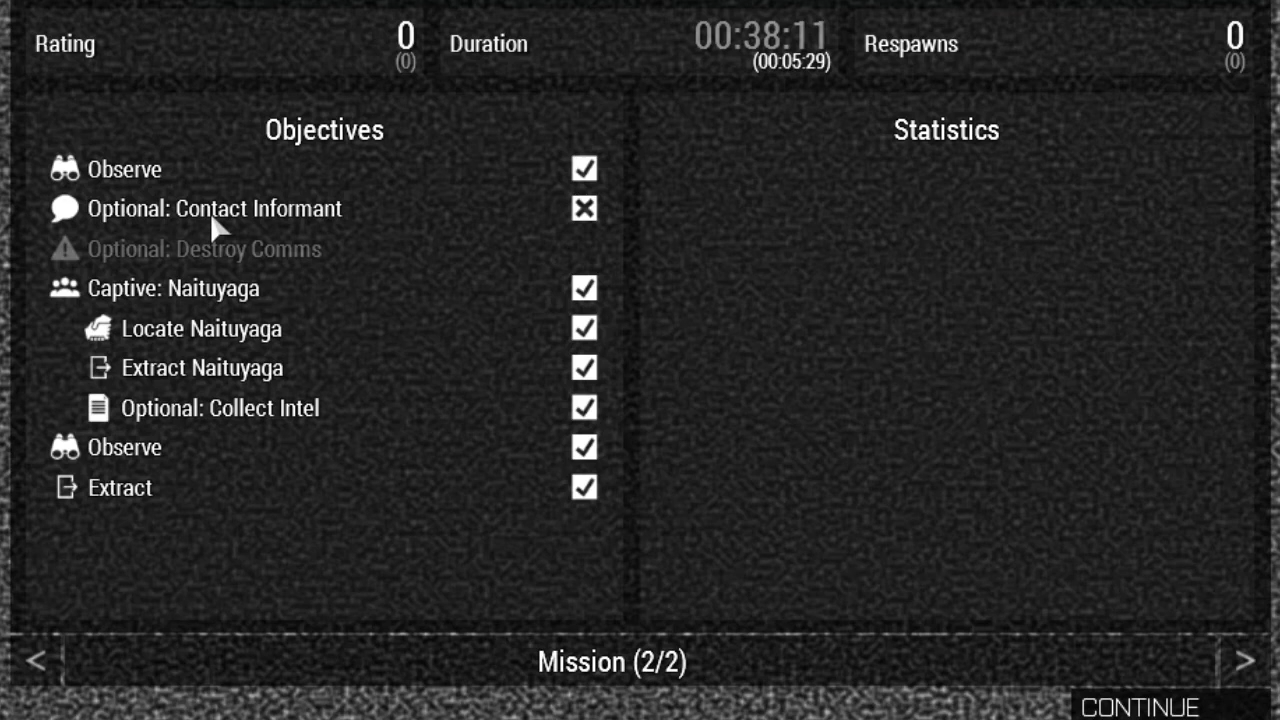 Rating 0 (0)
Duration 00:38:11 (00:05:29)
Respawns 0 (0)
Objectives
Observe
Optional: Contact Informant
Optional: Destroy Comms
Captive: Naituyaga
Locate Naituyaga
Extract Naituyaga
Optional: Collect Intel
Observe
Extract
Statistics
< Mission (2/2) >
CONTINUE